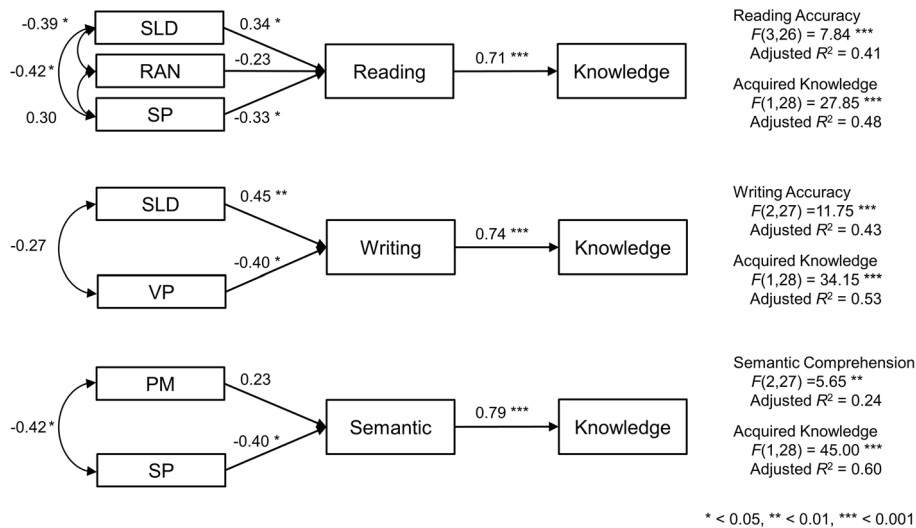 -0.39 *
SLD
0.34 *
-0.42 *
RAN
-0.23
0.30
SP
-0.33 *
Reading
0.71 ***
Knowledge
Reading Accuracy
F(3,26) = 7.84 ***
Adjusted R² = 0.41
Acquired Knowledge
F(1,28) = 27.85 ***
Adjusted R² = 0.48
SLD
0.45 **
-0.27
VP
-0.40 *
Writing
0.74 ***
Knowledge
Writing Accuracy
F(2,27) =11.75 ***
Adjusted R² = 0.43
Acquired Knowledge
F(1,28) = 34.15 ***
Adjusted R² = 0.53
PM
0.23
-0.42 *
SP
-0.40 *
Semantic
0.79 ***
Knowledge
Semantic Comprehension
F(2,27) =5.65 **
Adjusted R² = 0.24
Acquired Knowledge
F(1,28) = 45.00 ***
Adjusted R² = 0.60
* < 0.05, ** < 0.01, *** < 0.001